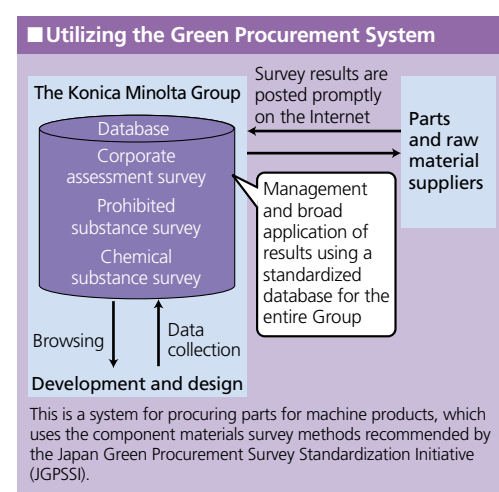 ■Utilizing the Green Procurement System
Survey results are
posted promptly
on the Internet
The Konica Minolta Group
Database
Corporate
assessment survey
Prohibited
substance survey
Chemical
substance survey
Parts
and raw
material
suppliers
Management
and broad
application of
results using a
standardized
database for the
entire Group
Browsing
Data
collection
Development and design
This is a system for procuring parts for machine products, which
uses the component materials survey methods recommended by
the Japan Green Procurement Survey Standardization Initiative
(JGPSSI).